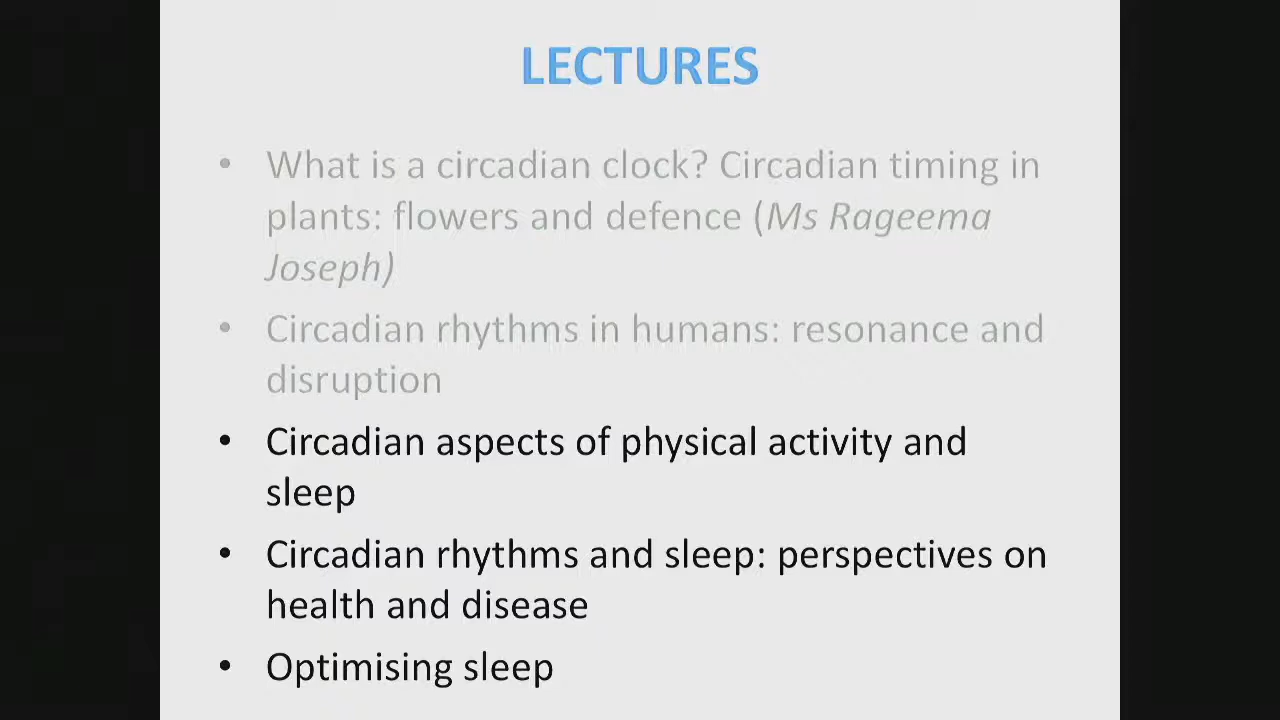 LECTURES
• What is a circadian clock? Circadian timing in
plants: flowers and defence (Ms Rageema
Joseph)
• Circadian rhythms in humans: resonance and
disruption
• Circadian aspects of physical activity and
sleep
• Circadian rhythms and sleep: perspectives on
health and disease
• Optimising sleep